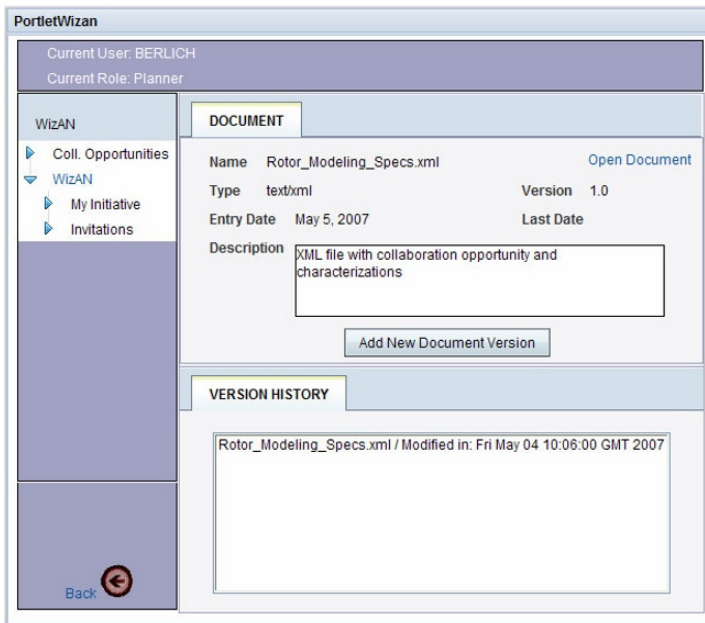 PortletWizan
Current User: BERLICH
Current Role: Planner
WizAN
Coll. Opportunities
WizAN
My Initiative
Invitations
Back
DOCUMENT
Name Rotor_Modeling_Specs.xml Open Document
Type text/xml Version 1.0
Entry Date May 5, 2007 Last Date
Description XML file with collaboration opportunity and
characterizations
Add New Document Version
VERSION HISTORY
Rotor_Modeling_Specs.xml / Modified in: Fri May 04 10:06:00 GMT 2007